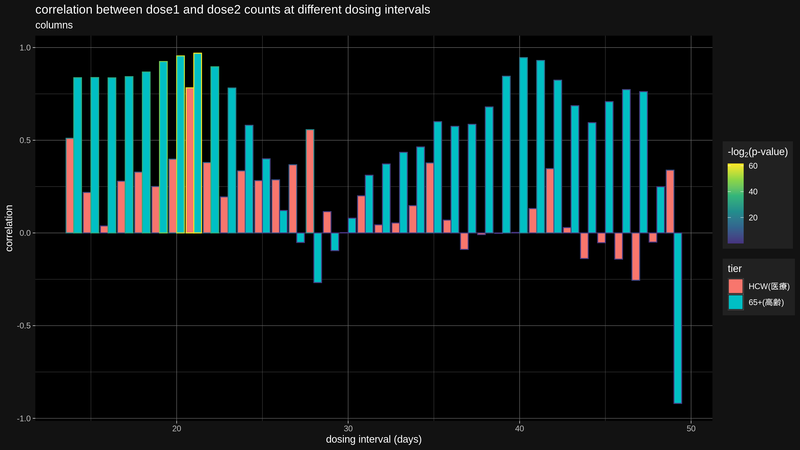 correlation between dose1 and dose2 counts at different dosing intervals
columns
1.0
0.5
0.0
-0.5
-1.0
correlation
20
30
40
50
dosing interval (days)
-log2(p-value)
60
40
20
tier
HCW(医療)
65+(高齢)